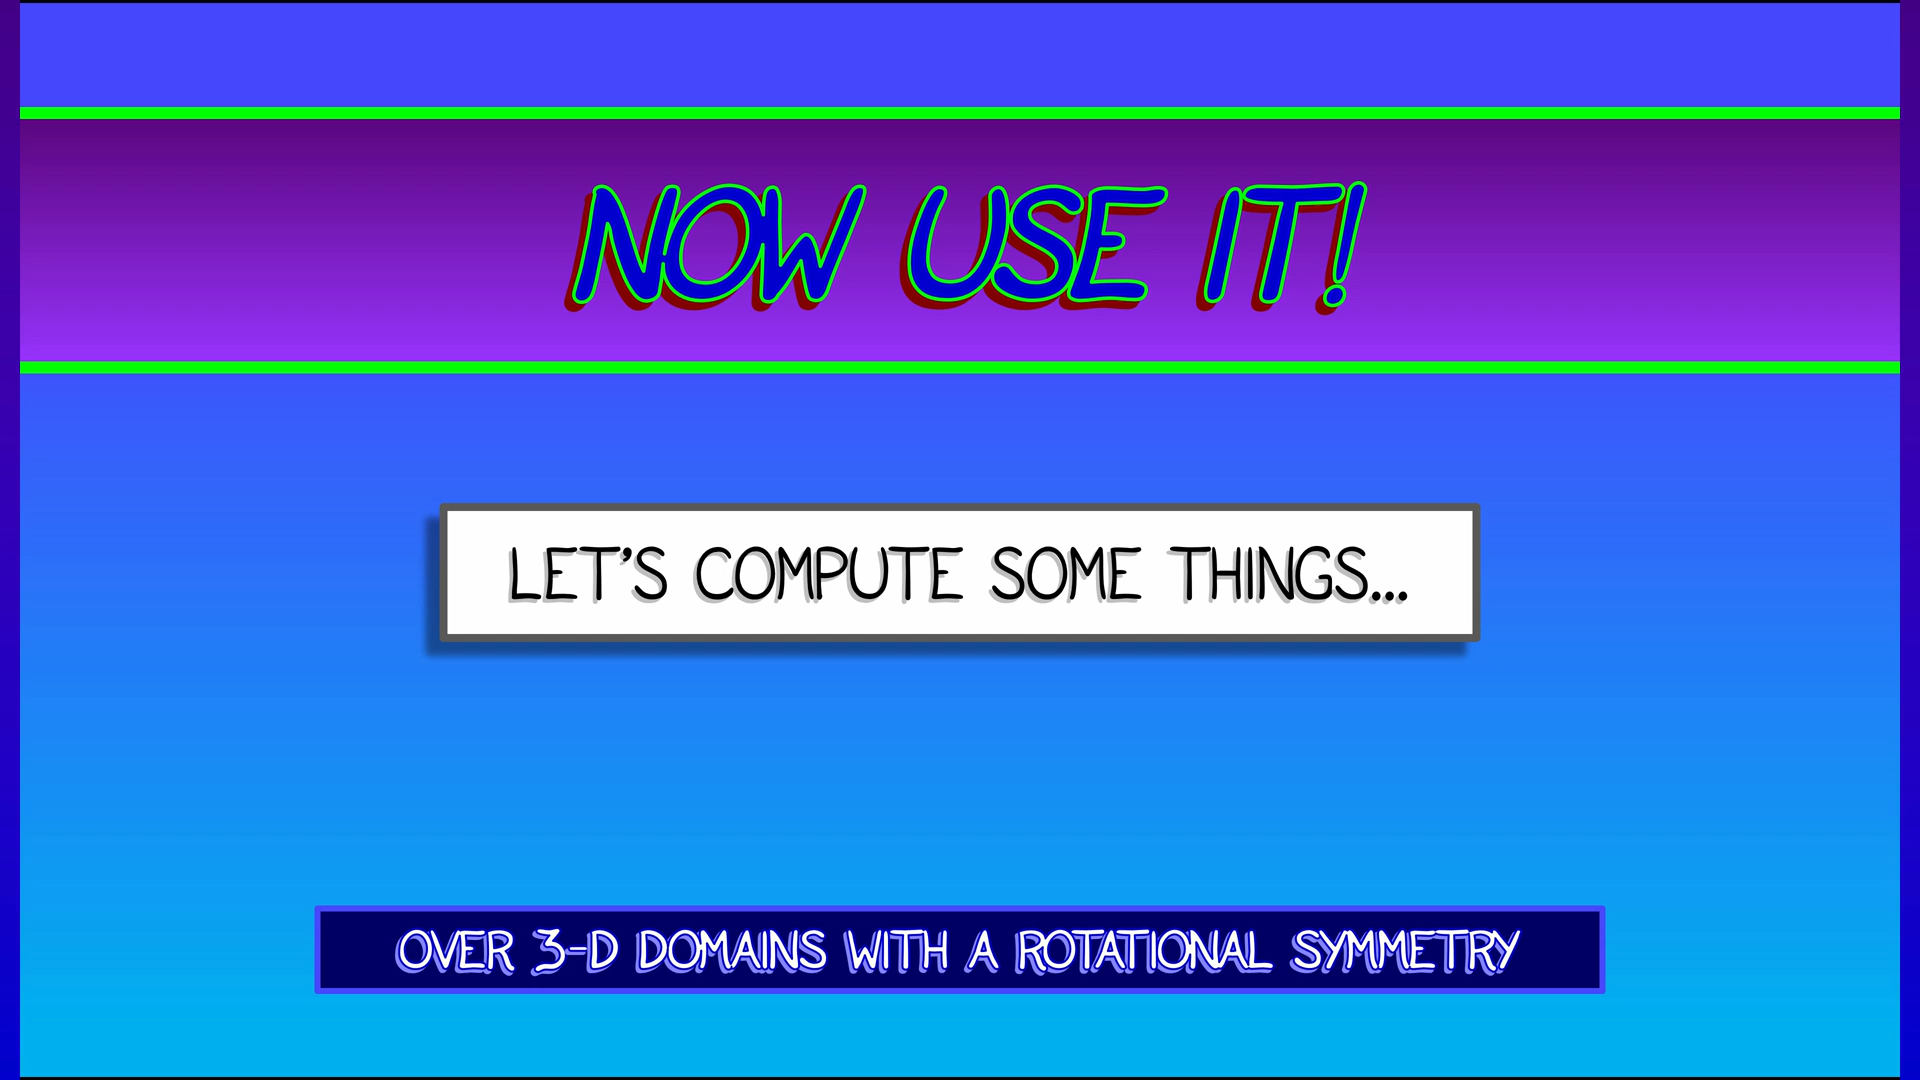 NOW USE IT!
LET'S COMPUTE SOME THINGS...
OVER 3-D DOMAINS WITH A ROTATIONAL SYMMETRY